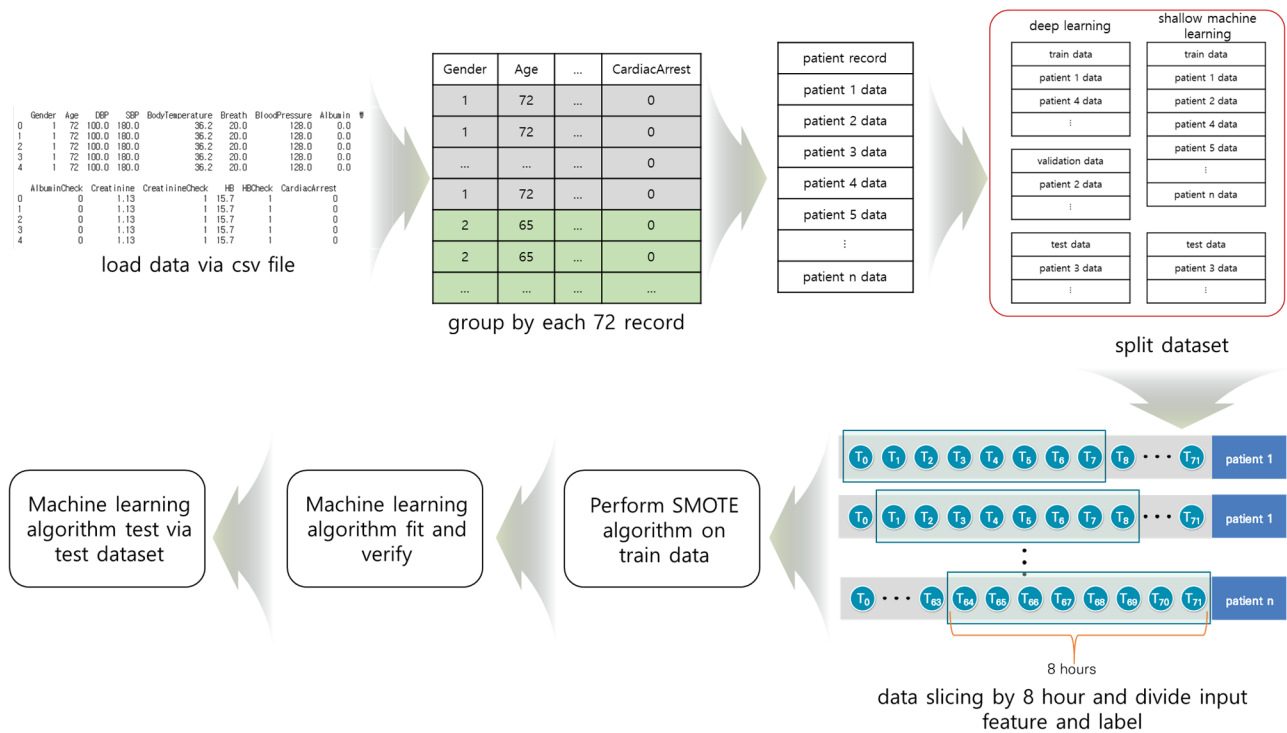 Gender Age DBP SBP BodyTemperature Breath BloodPressure Albumin
0 1 72 100.0 180.0 36.2 20.0 128.0 0.0
1 1 72 100.0 180.0 36.2 20.0 128.0 0.0
2 1 72 100.0 180.0 36.2 20.0 128.0 0.0
3 1 72 100.0 180.0 36.2 20.0 128.0 0.0
4 1 72 100.0 180.0 36.2 20.0 128.0 0.0
AlbuminCheck Creatinine CreatinineCheck HB HBCheck CardiacArrest
0 0 1.13 1 15.7 1 0
1 0 1.13 1 15.7 1 0
2 0 1.13 1 15.7 1 0
3 0 1.13 1 15.7 1 0
4 0 1.13 1 15.7 1 0
load data via csv file
Gender Age ... CardiacArrest
1 72 ... 0
1 72 ... 0
... ... 0
1 72 ... 0
2 65 ... 0
2 65 ... 0
... ... ... ...
group by each 72 record
patient record
patient 1 data
patient 2 data
patient 3 data
patient 4 data
patient 5 data
⋮
patient n data
deep learning
train data
patient 1 data
patient 4 data
⋮
validation data
patient 2 data
⋮
test data
patient 3 data
⋮
shallow machine
learning
train data
patient 1 data
patient 2 data
patient 4 data
patient 5 data
⋮
patient n data
test data
patient 3 data
⋮
split dataset
T0 T1 T2 T3 T4 T5 T6 T7 T8 ··· T71 patient 1
T0 T1 T2 T3 T4 T5 T6 T7 T8 ··· T71 patient 1
⋮
T0 ··· T63 T64 T65 T66 T67 T68 T69 T70 T71 patient n
8 hours
data slicing by 8 hour and divide input
feature and label
Perform SMOTE
algorithm on
train data
Machine learning
algorithm fit and
verify
Machine learning
algorithm test via
test dataset